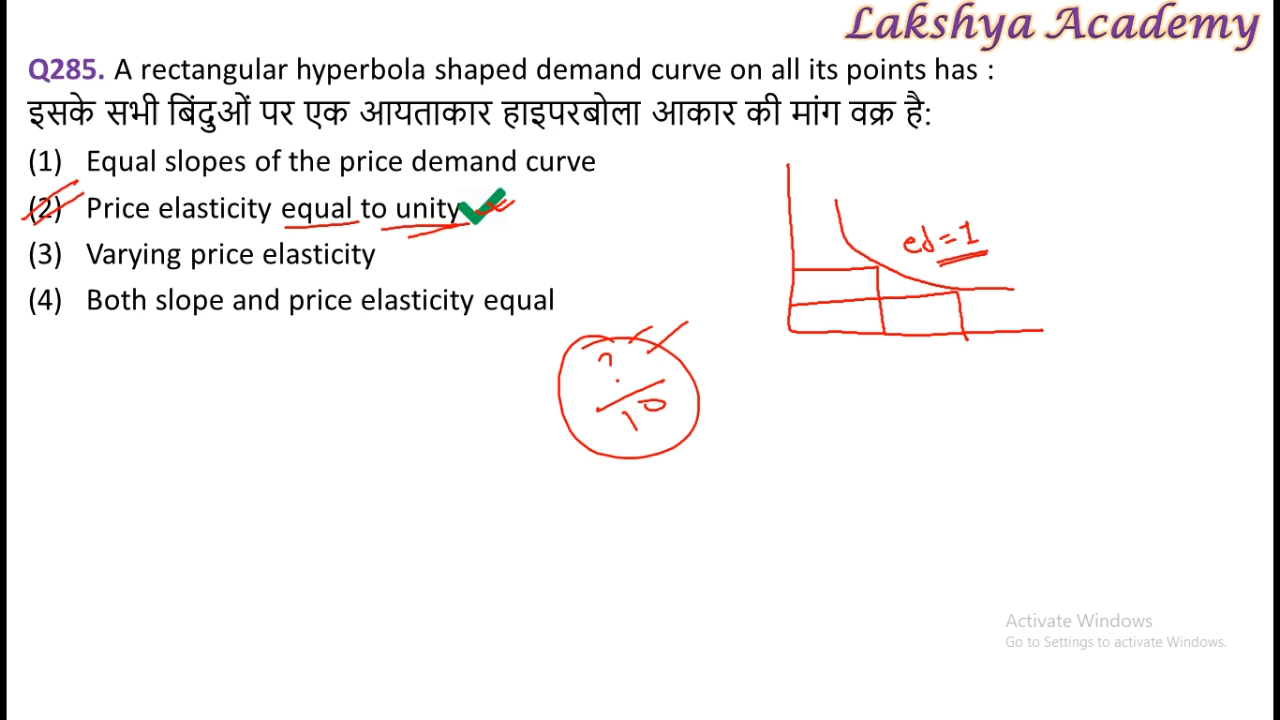 Lakshya Academy
Q285. A rectangular hyperbola shaped demand curve on all its points has :
इसके सभी बिंदुओं पर एक आयताकार हाइपरबोला आकार की मांग वक्र है:
(1) Equal slopes of the price demand curve
(2) Price elasticity equal to unity
(3) Varying price elasticity
(4) Both slope and price elasticity equal
ed = 1
?
10
Activate Windows
Go to Settings to activate Windows.